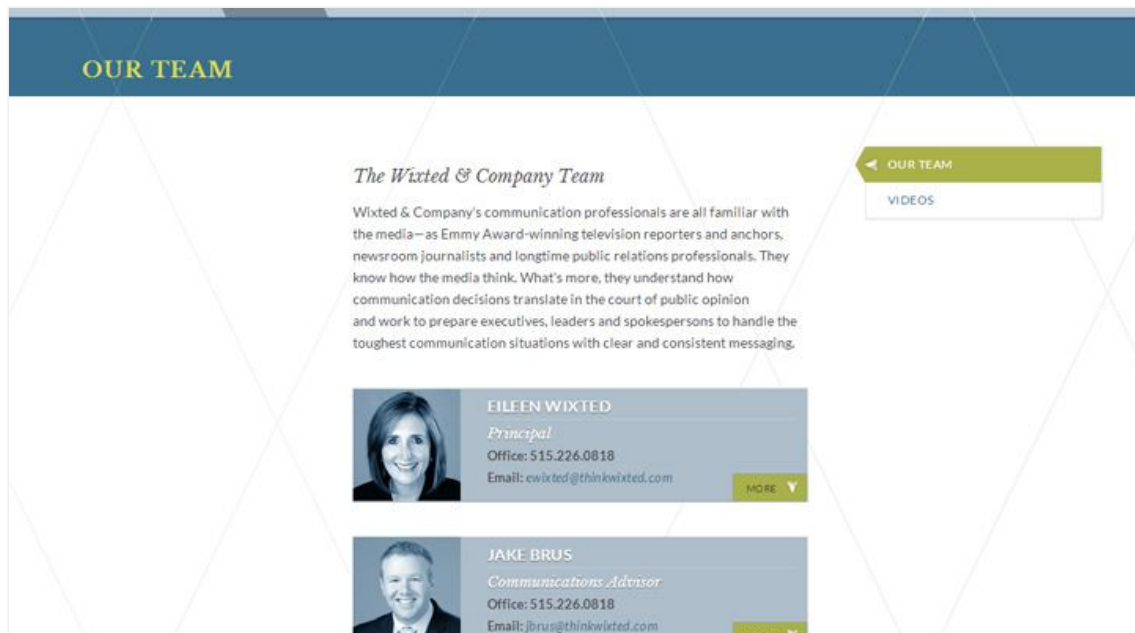 OUR TEAM
The Wixted & Company Team
Wixted & Company's communication professionals are all familiar with
the media—as Emmy Award-winning television reporters and anchors,
newsroom journalists and longtime public relations professionals. They
know how the media think. What's more, they understand how
communication decisions translate in the court of public opinion
and work to prepare executives, leaders and spokespersons to handle the
toughest communication situations with clear and consistent messaging.
OUR TEAM
VIDEOS
EILEEN WIXTED
Principal
Office: 515.226.0818
Email: ewixted@thinkwixted.com
MORE
JAKE BRUS
Communications Advisor
Office: 515.226.0818
Email: jbrus@thinkwixted.com